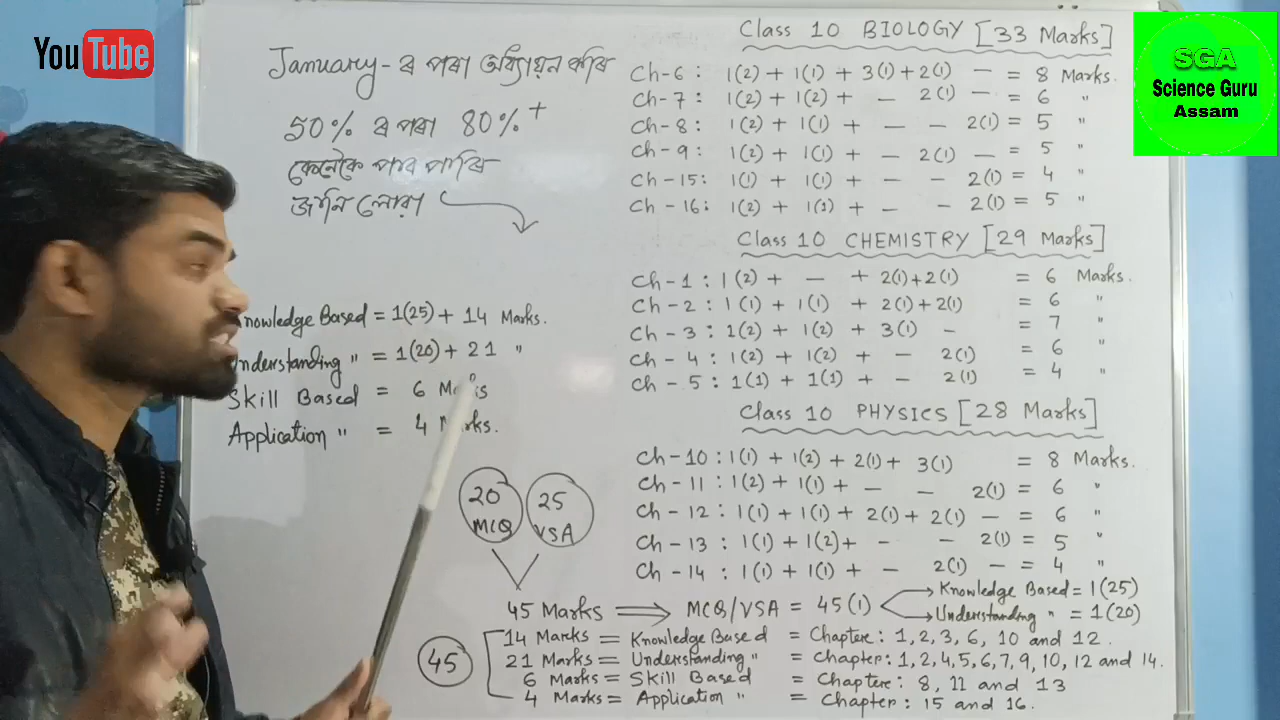 YouTube
SGA
Science Guru
Assam
January-ৰ পৰা অধ্যয়ন কৰি
50% ৰ পৰা 80%+
কেনেকৈ পাব পাৰি
জানি লোৱা
Knowledge Based = 1(25) + 14 Marks.
Understanding " = 1(20) + 21 "
Skill Based = 6 Marks
Application " = 4 Marks.
20 MCQ
25 VSA
Class 10 BIOLOGY [33 Marks]
Ch-6 : 1(2) + 1(1) + 3(1)+2(1) — = 8 Marks.
Ch-7 : 1(2) + 1(2) + — 2(1) — = 6 "
Ch-8 : 1(2) + 1(1) + — — 2(1) = 5 "
Ch-9 : 1(2) + 1(1) + — 2(1) — = 5 "
Ch-15 : 1(1) + 1(1) + — — 2(1) = 4 "
Ch-16 : 1(2) + 1(1) + — — 2(1) = 5 "
Class 10 CHEMISTRY [29 Marks]
Ch-1 : 1(2) + — + 2(1)+2(1) = 6 Marks.
Ch-2 : 1(1) + 1(1) + 2(1)+2(1) = 6 "
Ch-3 : 1(2) + 1(2) + 3(1) — = 7 "
Ch-4 : 1(2) + 1(2) + — 2(1) = 6 "
Ch-5 : 1(1) + 1(1) + — 2(1) = 4 "
Class 10 PHYSICS [28 Marks]
Ch-10 : 1(1) + 1(2) + 2(1) + 3(1) = 8 Marks.
Ch-11 : 1(2) + 1(1) + — — 2(1) = 6 "
Ch-12 : 1(1) + 1(1) + 2(1) + 2(1) — = 6 "
Ch-13 : 1(1) + 1(2) + — — 2(1) = 5 "
Ch-14 : 1(1) + 1(1) + — 2(1) — = 4 "
45 Marks ⟹ MCQ/VSA = 45(1)
Knowledge Based = 1(25)
Understanding " = 1(20)
45
14 Marks = Knowledge Based = Chapter : 1, 2, 3, 6, 10 and 12.
21 Marks = Understanding " = Chapter : 1, 2, 4, 5, 6, 7, 9, 10, 12 and 14.
6 Marks = Skill Based = Chapter : 8, 11 and 13
4 Marks = Application " = Chapter : 15 and 16.